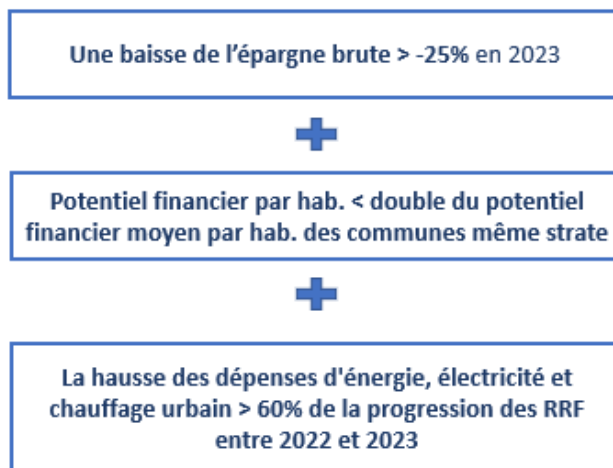 Une baisse de l’épargne brute > -25% en 2023
Potentiel financier par hab. < double du potentiel
financier moyen par hab. des communes même strate
La hausse des dépenses d'énergie, électricité et
chauffage urbain > 60% de la progression des RRF
entre 2022 et 2023